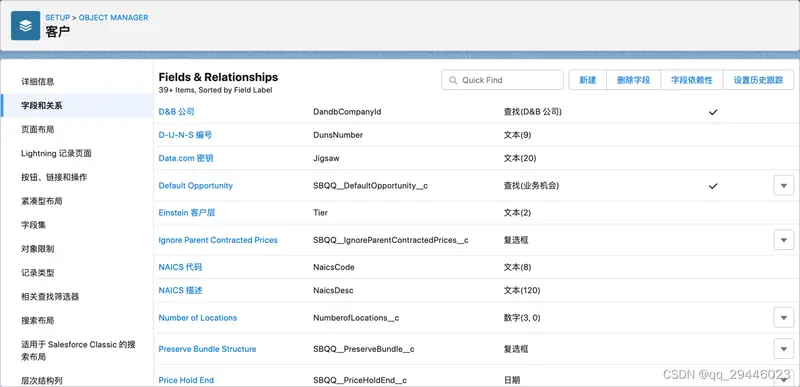 SETUP > OBJECT MANAGER
客户
详细信息
字段和关系
页面布局
Lightning 记录页面
按钮、链接和操作
紧凑型布局
字段集
对象限制
记录类型
相关查找筛选器
搜索布局
适用于 Salesforce Classic 的搜
索布局
层次结构列
Fields & Relationships
39+ Items, Sorted by Field Label
Quick Find
新建 删除字段 字段依赖性 设置历史跟踪
D&B 公司 DandbCompanyId 查找(D&B 公司)
D-U-N-S 编号 DunsNumber 文本(9)
Data.com 密钥 Jigsaw 文本(20)
Default Opportunity SBQQ__DefaultOpportunity__c 查找(业务机会)
Einstein 客户层 Tier 文本(2)
Ignore Parent Contracted Prices SBQQ__IgnoreParentContractedPrices__c 复选框
NAICS 代码 NaicsCode 文本(8)
NAICS 描述 NaicsDesc 文本(120)
Number of Locations NumberofLocations__c 数字(3, 0)
Preserve Bundle Structure SBQQ__PreserveBundle__c 复选框
Price Hold End SBQQ__PriceHoldEnd__c 日期
CSDN @qq_29446023